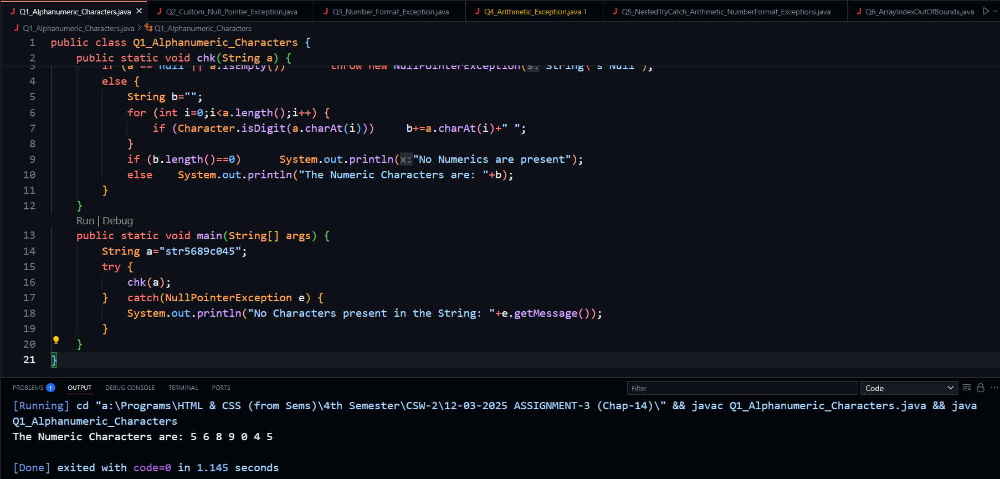 Q1_Alphanumeric_Characters.java Q2_Custom_Null_Pointer_Exception.java Q3_Number_Format_Exception.java Q4_Arithmetic_Exception.java 1 Q5_NestedTryCatch_Arithmetic_NumberFormat_Exceptions.java Q6_ArrayIndexOutOfBounds.java
Q1_Alphanumeric_Characters.java > Q1_Alphanumeric_Characters
1 public class Q1_Alphanumeric_Characters {
2 public static void chk(String a) {
3 if (a == null || a.isEmpty()) throw new NullPointerException(s: "String\'s Null");
4 else {
5 String b="";
6 for (int i=0;i<a.length();i++) {
7 if (Character.isDigit(a.charAt(i))) b+=a.charAt(i)+" ";
8 }
9 if (b.length()==0) System.out.println(x:"No Numerics are present");
10 else System.out.println("The Numeric Characters are: "+b);
11 }
12 }
Run | Debug
13 public static void main(String[] args) {
14 String a="str5689c045";
15 try {
16 chk(a);
17 } catch(NullPointerException e) {
18 System.out.println("No Characters present in the String: "+e.getMessage());
19 }
20 }
21 }
PROBLEMS 1 OUTPUT DEBUG CONSOLE TERMINAL PORTS Filter Code
[Running] cd "a:\Programs\HTML & CSS (from Sems)\4th Semester\CSW-2\12-03-2025 ASSIGNMENT-3 (Chap-14)\" && javac Q1_Alphanumeric_Characters.java && java
Q1_Alphanumeric_Characters
The Numeric Characters are: 5 6 8 9 0 4 5
[Done] exited with code=0 in 1.145 seconds